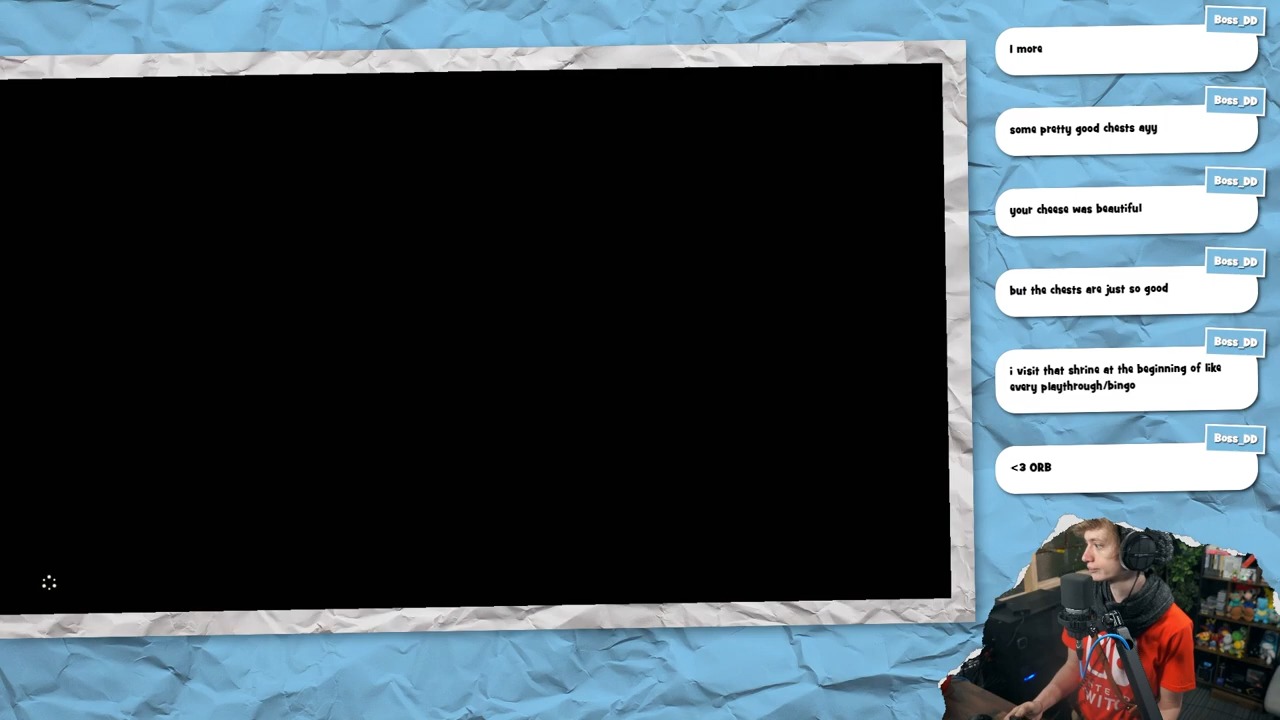 Boss_DD
1 more
Boss_DD
some pretty good chests ayy
Boss_DD
your cheese was beautiful
Boss_DD
but the chests are just so good
Boss_DD
i visit that shrine at the beginning of like
every playthrough/bingo
Boss_DD
<3 ORB